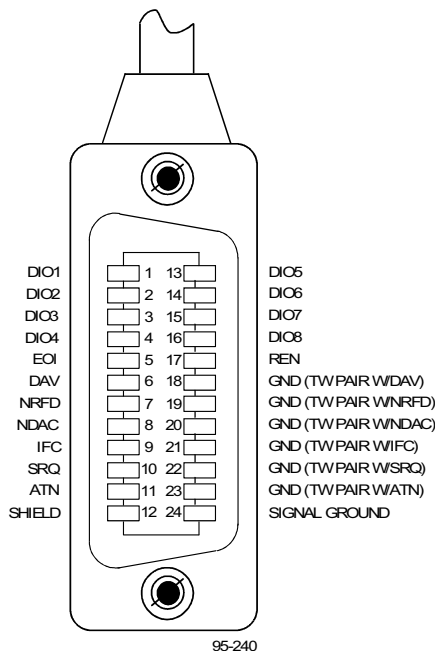 DIO1 1 13 DIO5
DIO2 2 14 DIO6
DIO3 3 15 DIO7
DIO4 4 16 DIO8
EOI 5 17 REN
DAV 6 18 GND (TW PAIR W/DAV)
NRFD 7 19 GND (TW PAIR W/NRFD)
NDAC 8 20 GND (TW PAIR W/NDAC)
IFC 9 21 GND (TW PAIR W/IFC)
SRQ 10 22 GND (TW PAIR W/SRQ)
ATN 11 23 GND (TW PAIR W/ATN)
SHIELD 12 24 SIGNAL GROUND
95-240